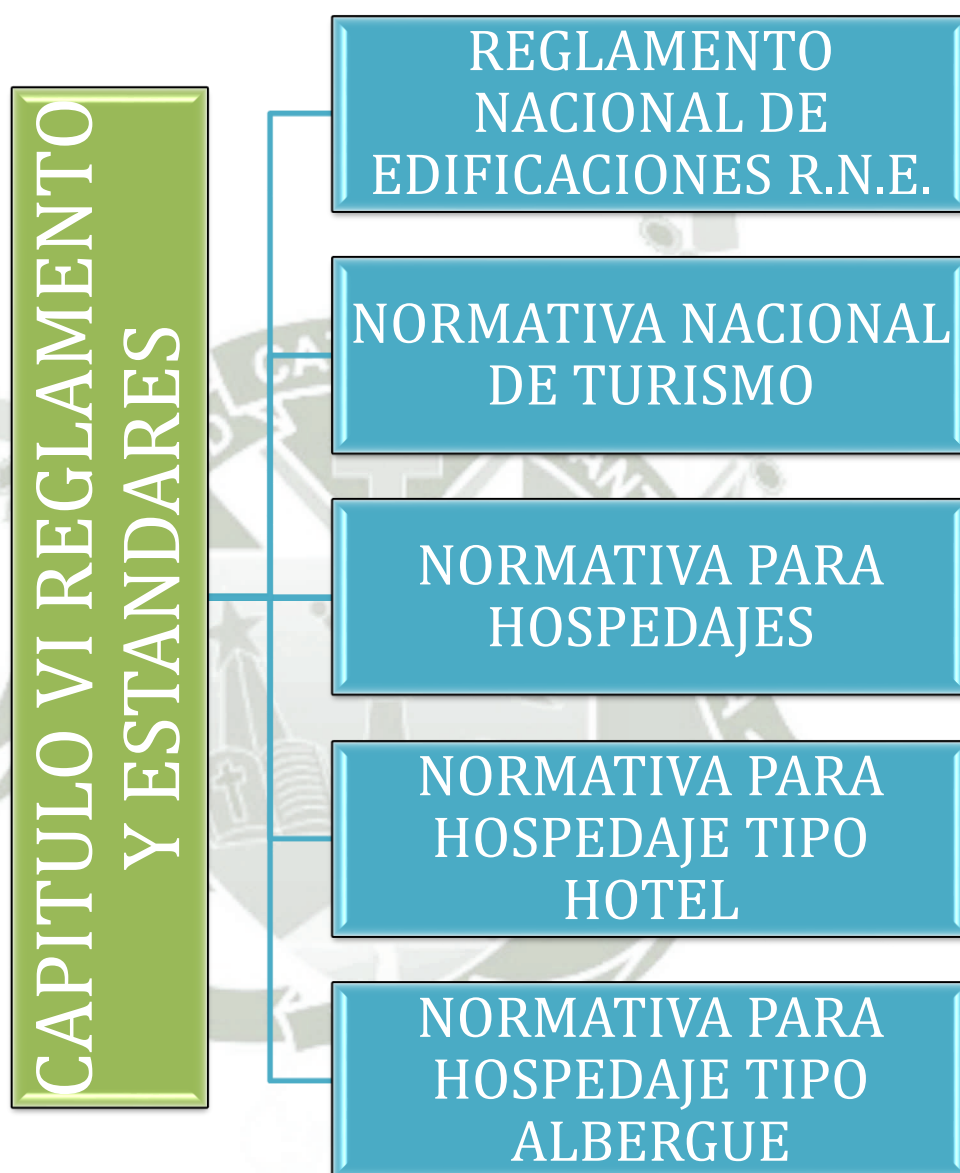 CAPITULO VI REGLAMENTO
Y ESTANDARES
REGLAMENTO
NACIONAL DE
EDIFICACIONES R.N.E.
NORMATIVA NACIONAL
DE TURISMO
NORMATIVA PARA
HOSPEDAJES
NORMATIVA PARA
HOSPEDAJE TIPO
HOTEL
NORMATIVA PARA
HOSPEDAJE TIPO
ALBERGUE